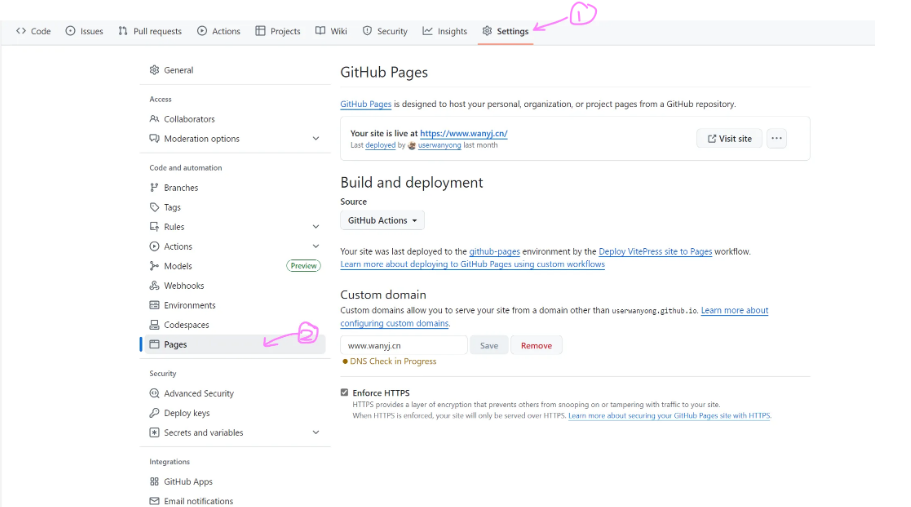 ①
Code Issues Pull requests Actions Projects Wiki Security Insights Settings
General
Access
Collaborators
Moderation options
Code and automation
Branches
Tags
Rules
Actions
Models Preview
Webhooks
Environments
Codespaces
Pages
②
Security
Advanced Security
Deploy keys
Secrets and variables
Integrations
GitHub Apps
Email notifications
GitHub Pages
GitHub Pages is designed to host your personal, organization, or project pages from a GitHub repository.
Your site is live at https://www.wanyj.cn/
Last deployed by userwanyong last month
Visit site
Build and deployment
Source
GitHub Actions
Your site was last deployed to the github-pages environment by the Deploy VitePress site to Pages workflow.
Learn more about deploying to GitHub Pages using custom workflows
Custom domain
Custom domains allow you to serve your site from a domain other than userwanyong.github.io. Learn more about
configuring custom domains.
www.wanyj.cn Save Remove
DNS Check in Progress
Enforce HTTPS
HTTPS provides a layer of encryption that prevents others from snooping on or tampering with traffic to your site.
When HTTPS is enforced, your site will only be served over HTTPS. Learn more about securing your GitHub Pages site with HTTPS.